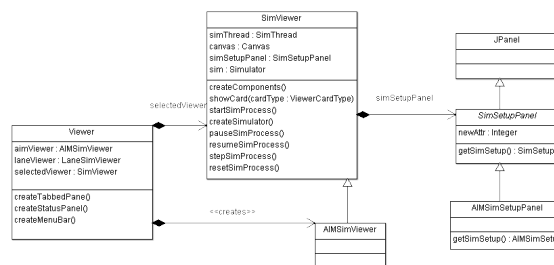 SimViewer
simThread : SimThread
canvas : Canvas
simSetupPanel : SimSetupPanel
sim : Simulator
createComponents()
showCard(cardType : ViewerCardType)
startSimProcess()
createSimulator()
pauseSimProcess()
resumeSimProcess()
stepSimProcess()
resetSimProcess()
JPanel
selectedViewer
simSetupPanel
SimSetupPanel
newAttr : Integer
getSimSetup() : SimSetup
Viewer
aimViewer : AIMSimViewer
laneViewer : LaneSimViewer
selectedViewer : SimViewer
createTabbedPane()
createStatusPanel()
createMenuBar()
<<creates>>
AIMSimViewer
AIMSimSetupPanel
getSimSetup() : AIMSimSetu